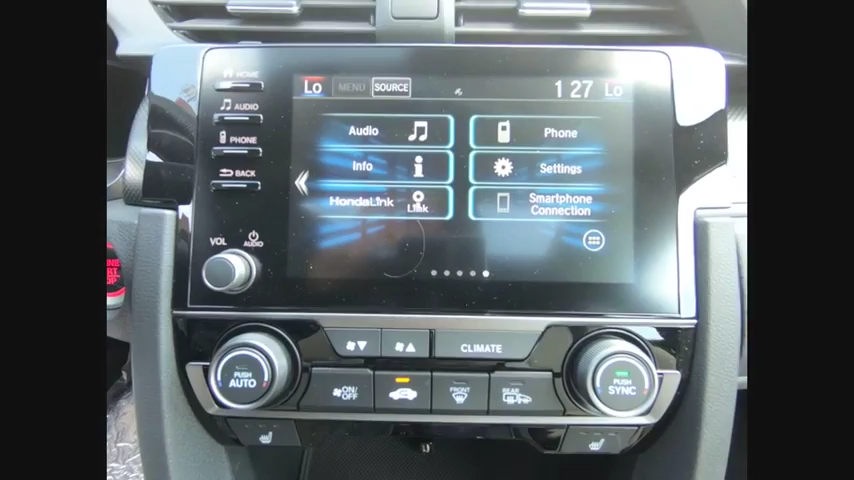 HOME
AUDIO
PHONE
BACK
VOL
AUDIO
Lo
MENU
SOURCE
1 27
Lo
Audio
Phone
Info
Settings
HondaLink
Link
Smartphone
Connection
CLIMATE
PUSH
AUTO
ON/
OFF
FRONT
REAR
PUSH
SYNC